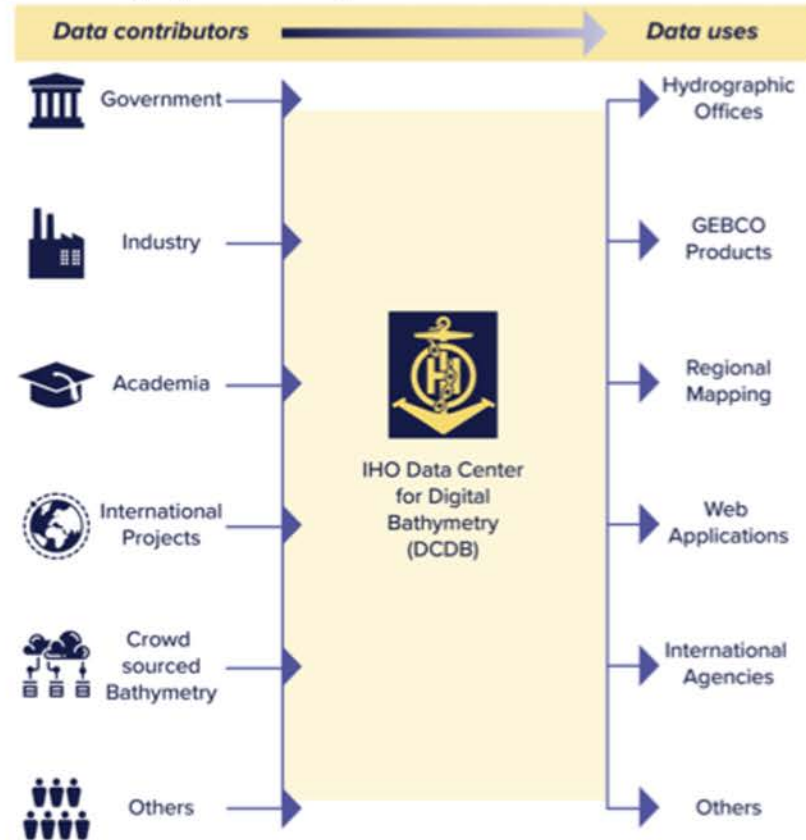 Data contributors
Data uses
Government
Industry
Academia
International
Projects
Crowd
sourced
Bathymetry
Others
IHO Data Center
for Digital
Bathymetry
(DCDB)
Hydrographic
Offices
GEBCO
Products
Regional
Mapping
Web
Applications
International
Agencies
Others